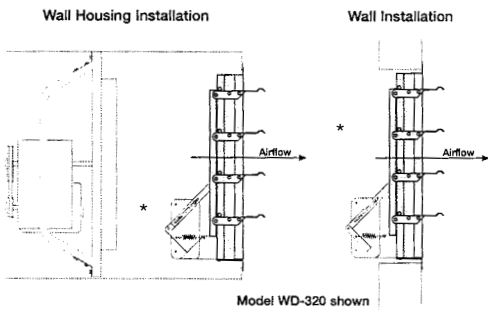 Wall Housing Installation
Wall Installation
*
*
Airflow
Airflow
Model WD-320 shown